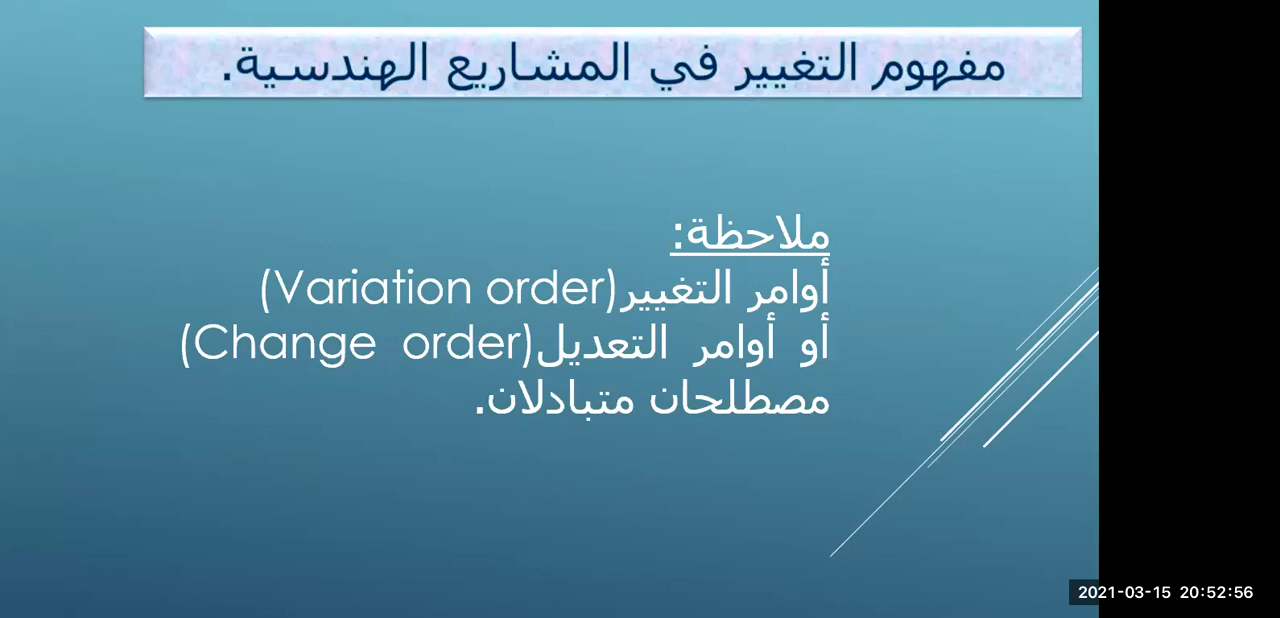 مفهوم التغيير في المشاريع الهندسية.
ملاحظة:
أوامر التغيير(Variation order)
أو أوامر التعديل(Change order)
مصطلحان متبادلان.
2021-03-15 20:52:56